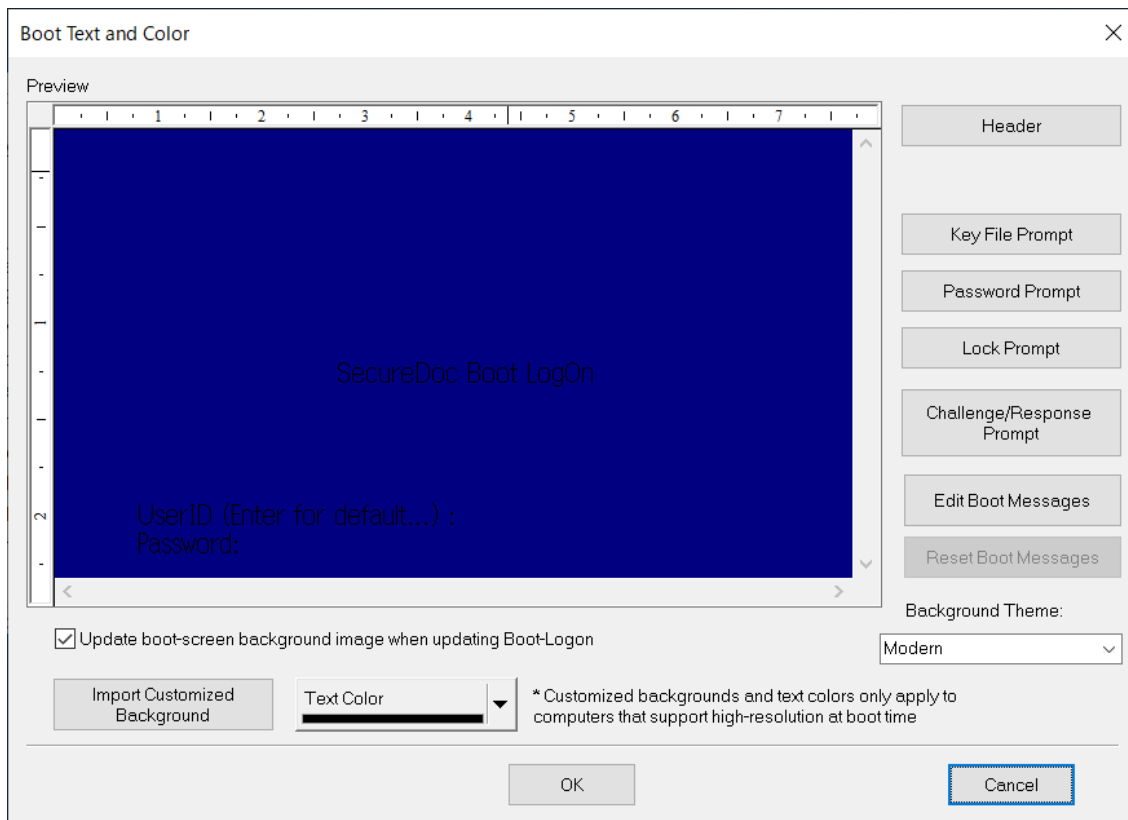 Boot Text and Color
Preview
1 2 3 4 5 6 7
Header
Key File Prompt
Password Prompt
Lock Prompt
1
SecureDoc Boot LogOn
Challenge/Response
Prompt
Edit Boot Messages
2
UserID (Enter for default...) :
Password:
Reset Boot Messages
Background Theme:
Modern
Update boot-screen background image when updating Boot-Logon
Import Customized
Background
Text Color
* Customized backgrounds and text colors only apply to
computers that support high-resolution at boot time
OK
Cancel